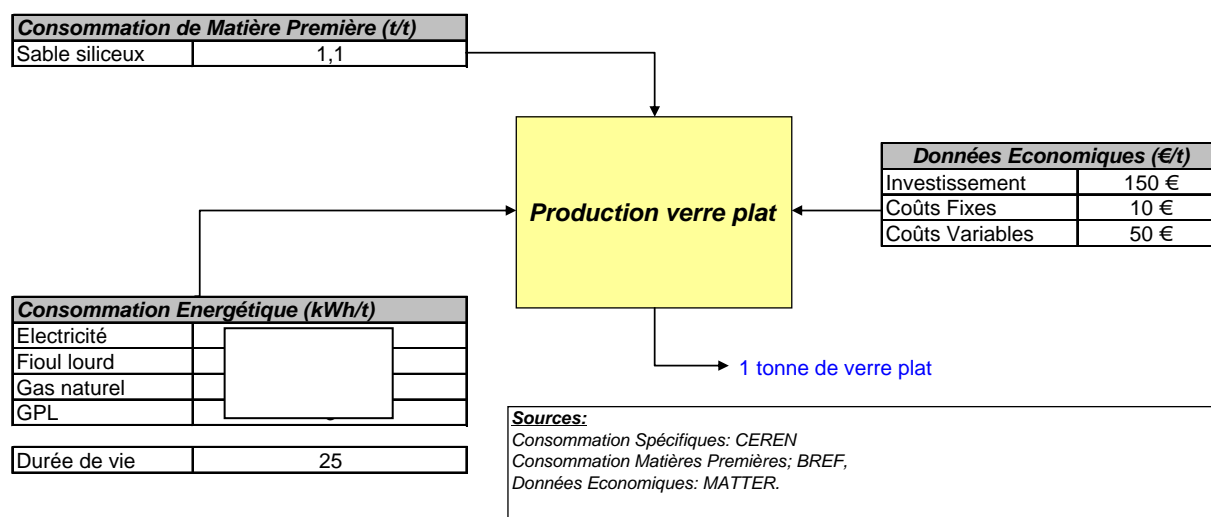 Consommation de Matière Première (t/t)
Sable siliceux 1,1
Production verre plat
Données Economiques (€/t)
Investissement 150 €
Coûts Fixes 10 €
Coûts Variables 50 €
Consommation Energétique (kWh/t)
Electricité
Fioul lourd
Gas naturel
GPL
Durée de vie 25
1 tonne de verre plat
Sources:
Consommation Spécifiques: CEREN
Consommation Matières Premières; BREF,
Données Economiques: MATTER.